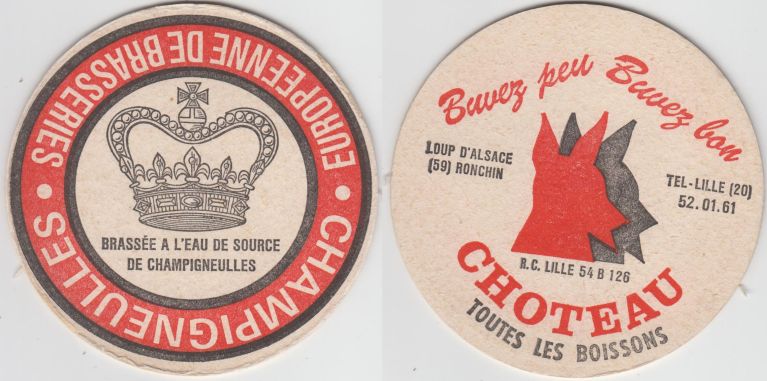 EUROPÉENNE DE BRASSERIES
CHAMPIGNEULLES
BRASSÉE A L'EAU DE SOURCE
DE CHAMPIGNEULLES
Buvez peu Buvez bon
LOUP D'ALSACE
(59) RONCHIN
TEL-LILLE (20)
52.01.61
R.C. LILLE 54 B 126
CHOTEAU
TOUTES LES BOISSONS